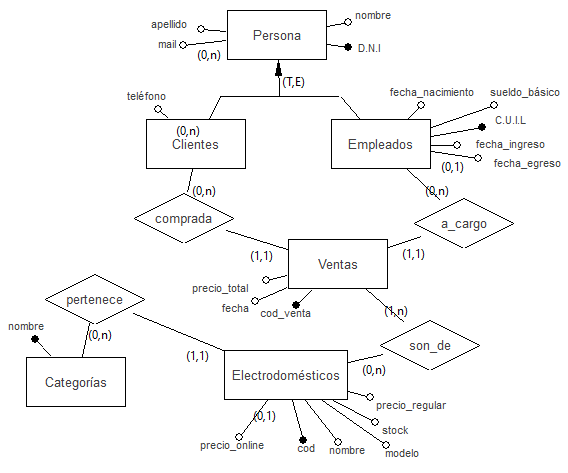 nombre
apellido
Persona
mail
D.N.I
(0,n)
(T,E)
teléfono
fecha_nacimiento
sueldo_básico
C.U.I.L
(0,n)
Clientes
Empleados
fecha_ingreso
(0,1)
fecha_egreso
(0,n)
(0,n)
comprada
a_cargo
(1,1)
(1,1)
Ventas
precio_total
fecha
cod_venta
pertenece
(1,n)
nombre
(0,n)
son_de
(1,1)
(0,n)
Categorías
Electrodomésticos
precio_regular
(0,1)
stock
precio_online
cod
nombre
modelo